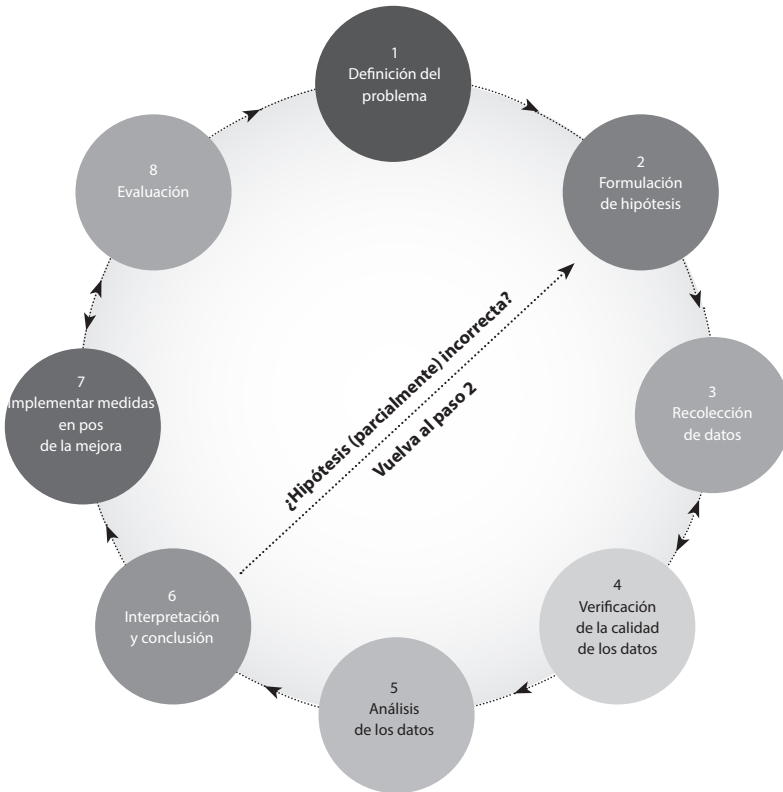 1
Definición del
problema
2
Formulación
de hipótesis
3
Recolección
de datos
4
Verificación
de la calidad
de los datos
5
Análisis
de los datos
6
Interpretación
y conclusión
7
Implementar medidas
en pos
de la mejora
8
Evaluación
¿Hipótesis (parcialmente) incorrecta?
Vuelva al paso 2